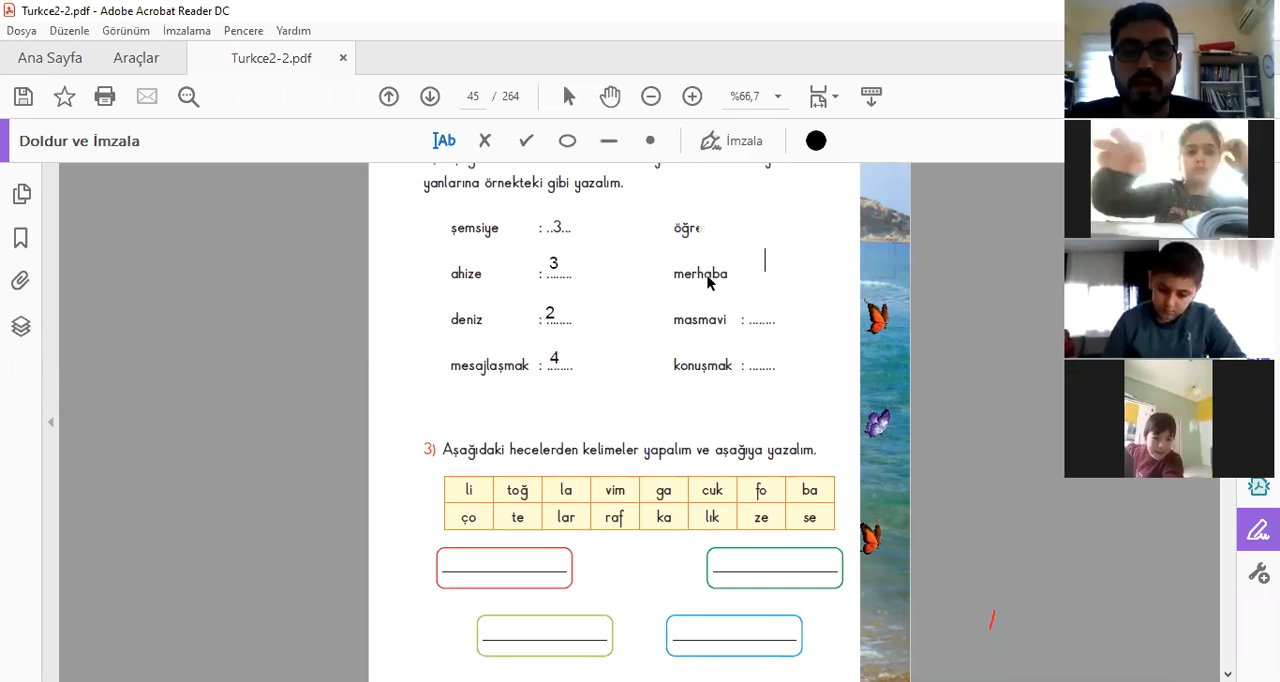 Turkce2-2.pdf - Adobe Acrobat Reader DC
Dosya Düzenle Görünüm İmzalama Pencere Yardım
Ana Sayfa Araçlar Turkce2-2.pdf ×
45 / 264 %66,7
Doldur ve İmzala Ab İmzala
yanlarına örnekteki gibi yazalım.
şemsiye : ..3... öğre
ahize : 3 ........ merhaba
deniz : 2 ........ masmavi : ........
mesajlaşmak : 4 ........ konuşmak : ........
3) Aşağıdaki hecelerden kelimeler yapalım ve aşağıya yazalım.
li toğ la vim ga cuk fo ba
ço te lar raf ka lık ze se